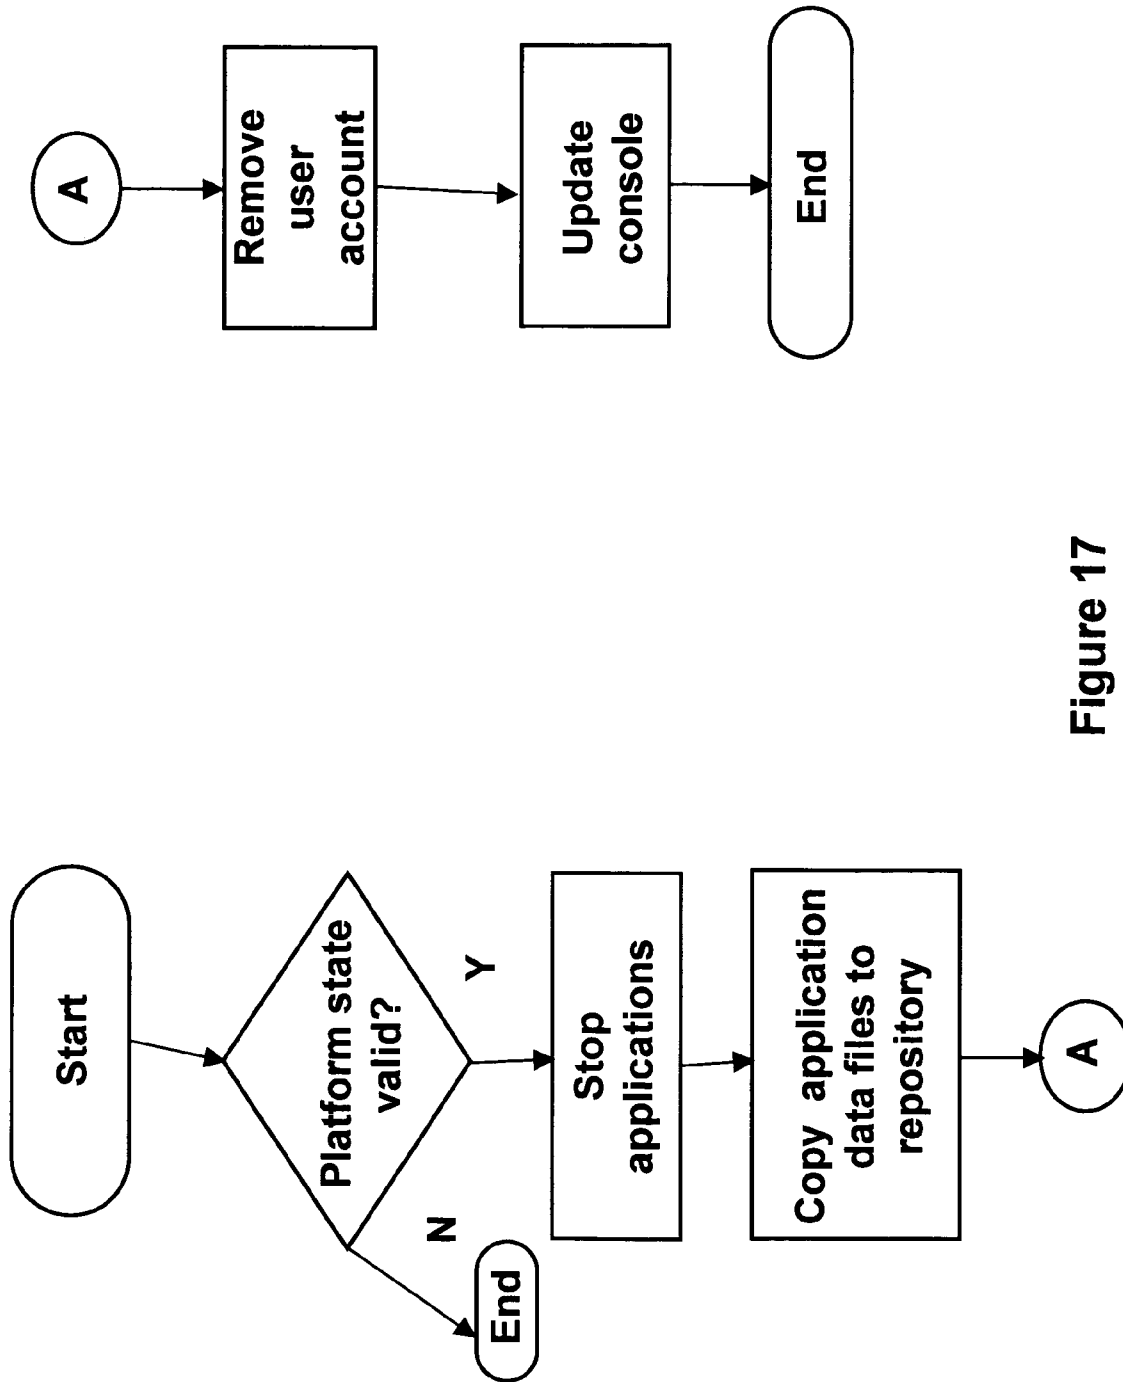 Start
Platform state
valid?
N
Y
End
Stop
applications
Copy application
data files to
repository
A
A
Remove
user
account
Update
console
End
Figure 17